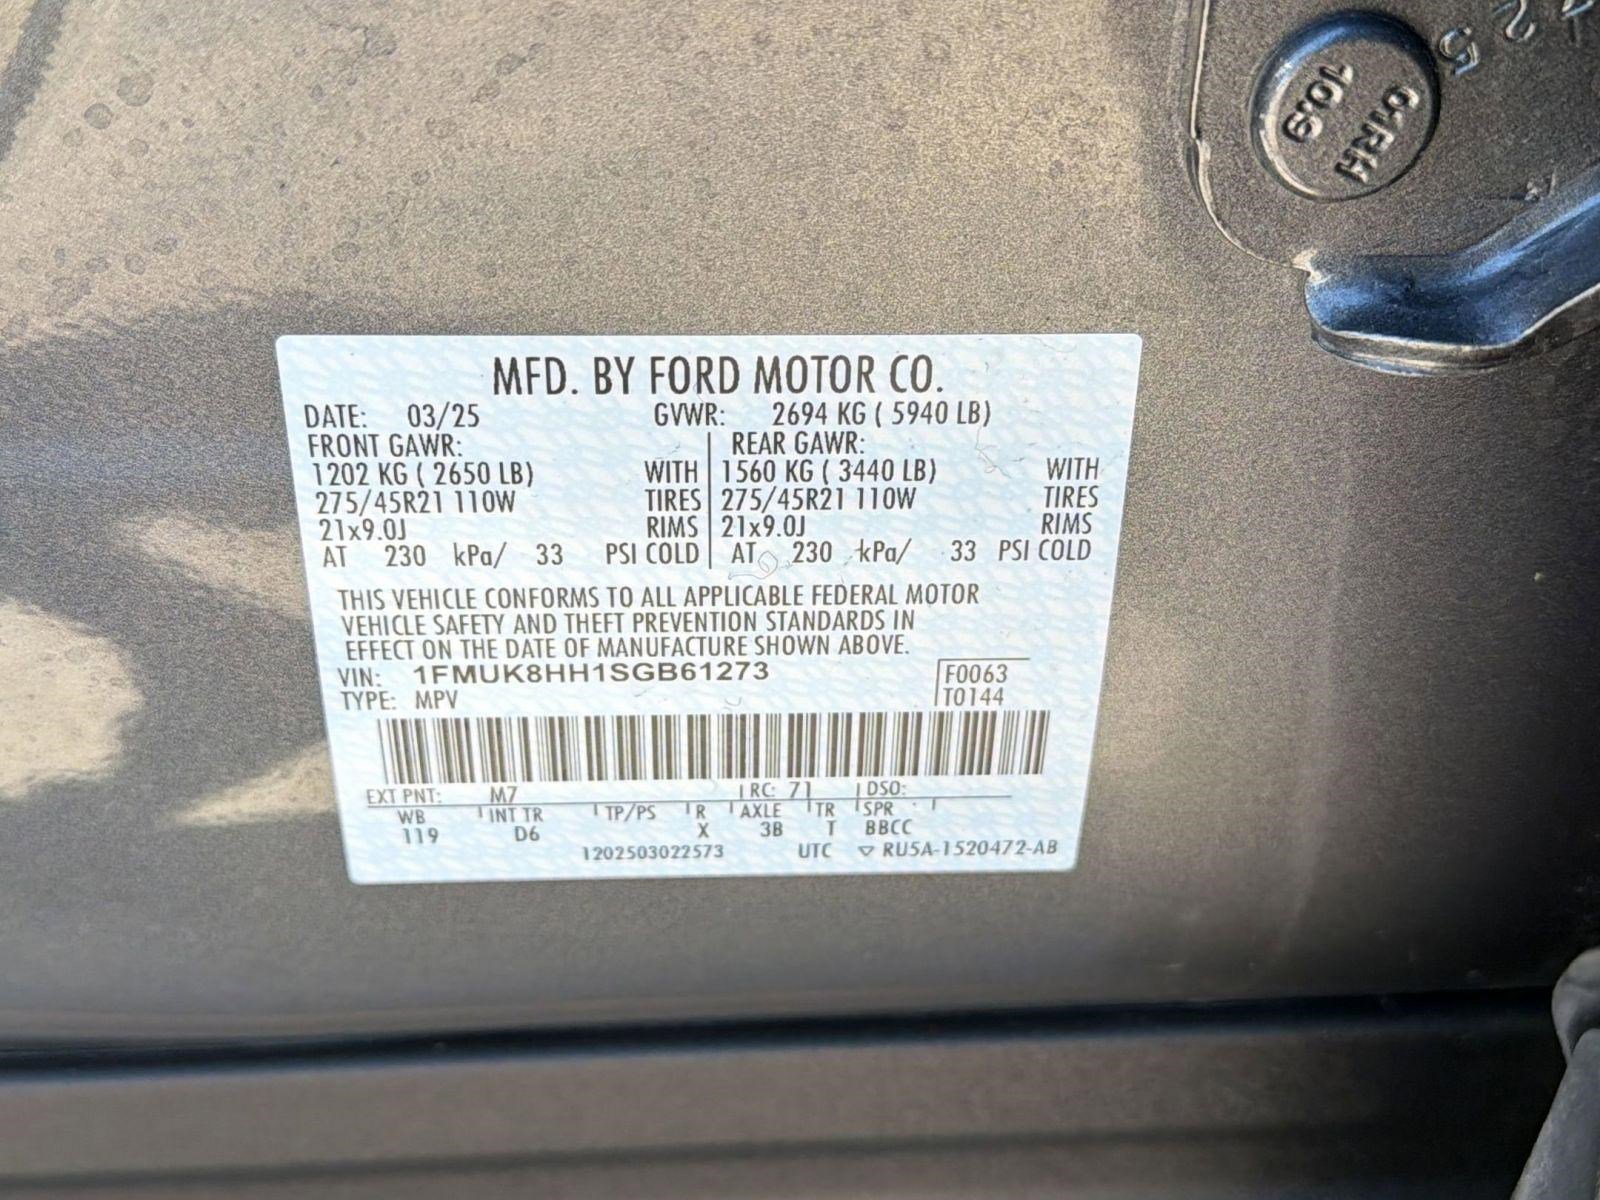 01RH
10.9
25
MFD. BY FORD MOTOR CO.
DATE: 03/25 GVWR: 2694 KG ( 5940 LB)
FRONT GAWR: REAR GAWR:
1202 KG ( 2650 LB) WITH 1560 KG ( 3440 LB) WITH
275/45R21 110W TIRES 275/45R21 110W TIRES
21x9.0J RIMS 21x9.0J RIMS
AT 230 kPa/ 33 PSI COLD AT 230 kPa/ 33 PSI COLD
THIS VEHICLE CONFORMS TO ALL APPLICABLE FEDERAL MOTOR
VEHICLE SAFETY AND THEFT PREVENTION STANDARDS IN
EFFECT ON THE DATE OF MANUFACTURE SHOWN ABOVE.
VIN: 1FMUK8HH1SGB61273 F0063
TYPE: MPV T0144
EXT PNT: M7 RC: 71 DSO:
WB INT TR TP/PS R AXLE TR SPR
119 D6 X 3B T BBCC
1202503022573 UTC ▽ RU5A-1520472-AB